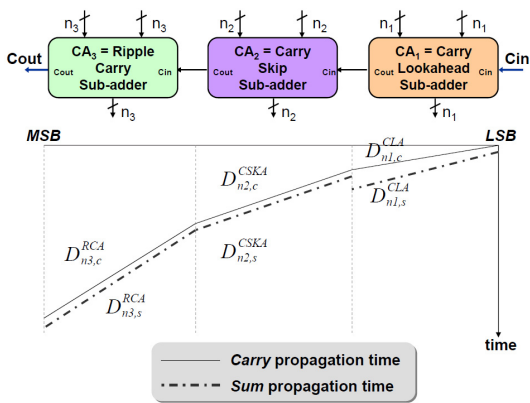 n3 n3 n2 n2 n1 n1
Cout CA3 = Ripple Carry Sub-adder Cout Cin
CA2 = Carry Skip Sub-adder Cout Cin
CA1 = Carry Lookahead Sub-adder Cout Cin Cin
n3 n2 n1
MSB LSB
D^CLA_n1,c
D^CSKA_n2,c
D^CLA_n1,s
D^RCA_n3,c
D^CSKA_n2,s
D^RCA_n3,s
time
Carry propagation time
Sum propagation time